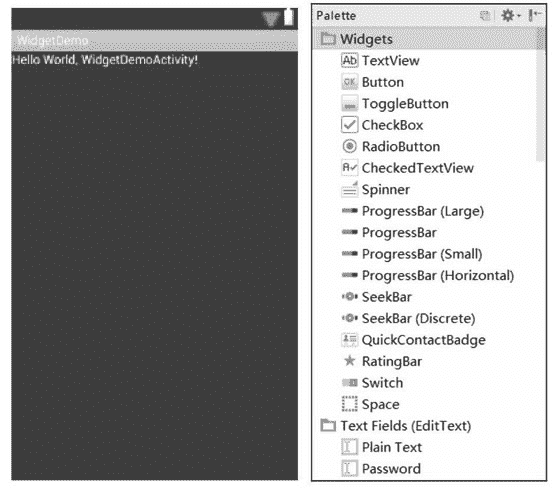 WidgetDemo
Hello World, WidgetDemoActivity!
Palette
Widgets
Ab TextView
OK Button
ToggleButton
CheckBox
RadioButton
A CheckedTextView
Spinner
ProgressBar (Large)
ProgressBar
ProgressBar (Small)
ProgressBar (Horizontal)
SeekBar
SeekBar (Discrete)
QuickContactBadge
RatingBar
Switch
Space
Text Fields (EditText)
Plain Text
Password